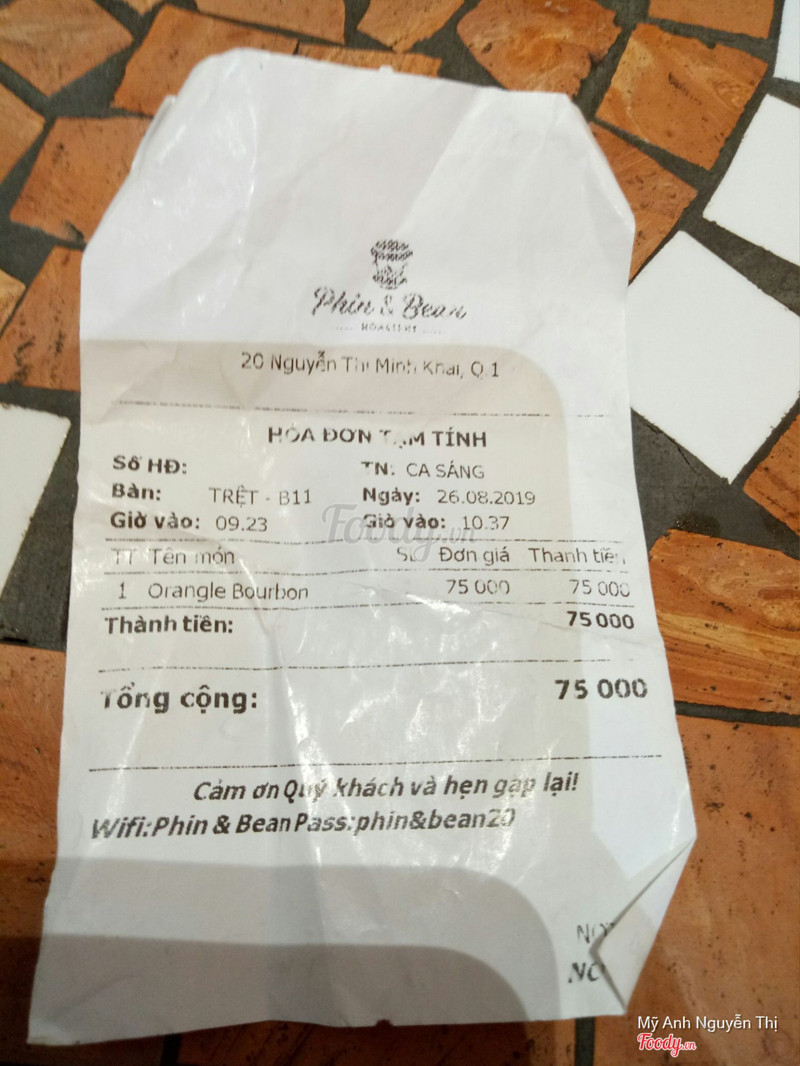 Phin & Bean
ROASTERY
20 Nguyễn Thị Minh Khai, Q.1
HÓA ĐƠN TẠM TÍNH
Số HĐ: TN: CA SÁNG
Bàn: TRỆT - B11 Ngày: 26.08.2019
Giờ vào: 09.23 Giờ vào: 10.37
Foody.vn
TT Tên món SL Đơn giá Thành tiền
1 Orangle Bourbon 75 000 75 000
Thành tiền: 75 000
Tổng cộng: 75 000
Cảm ơn Quý khách và hẹn gặp lại!
Wifi:Phin & Bean Pass:phin&bean20
NO
Mỹ Anh Nguyễn Thị
Foody.vn